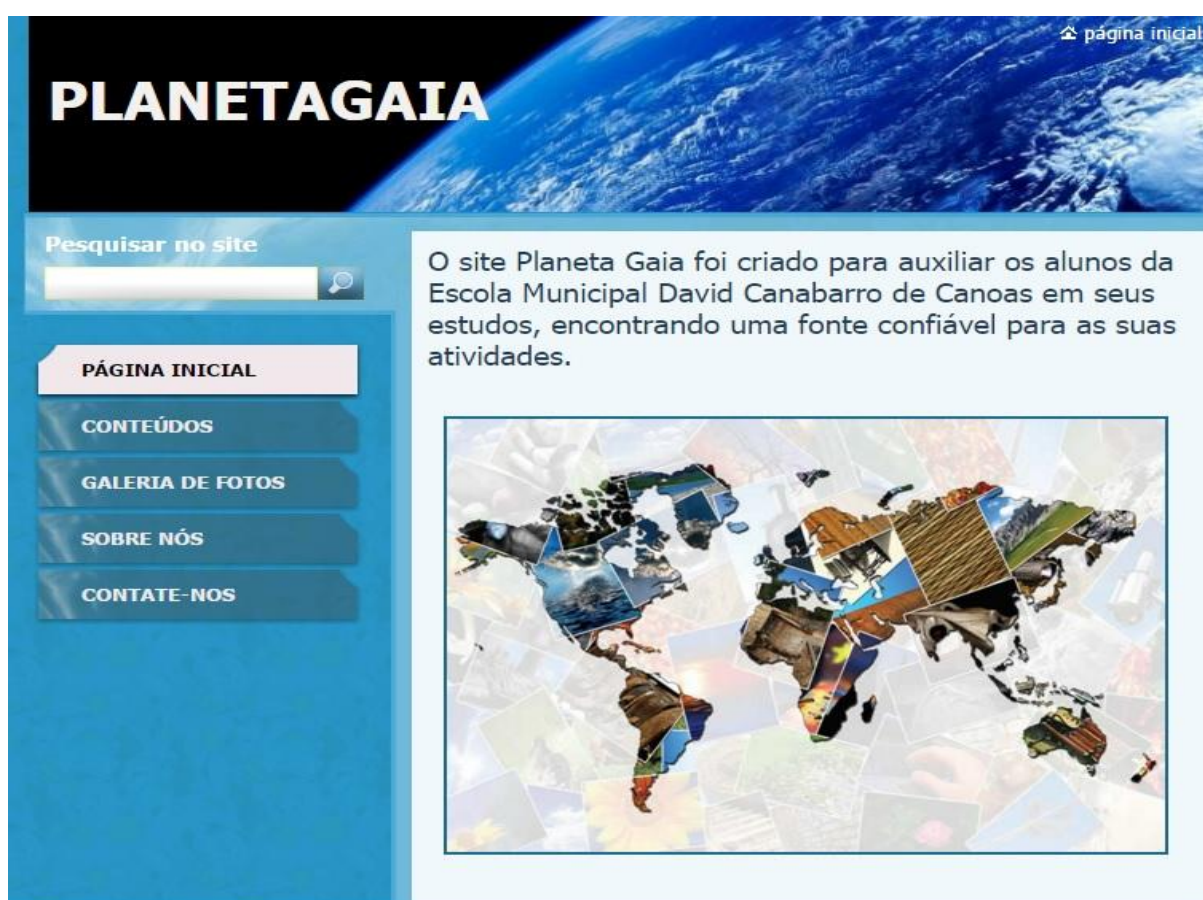 página inicial
PLANETAGAIA
Pesquisar no site
PÁGINA INICIAL
CONTEÚDOS
GALERIA DE FOTOS
SOBRE NÓS
CONTATE-NOS
O site Planeta Gaia foi criado para auxiliar os alunos da
Escola Municipal David Canabarro de Canoas em seus
estudos, encontrando uma fonte confiável para as suas
atividades.